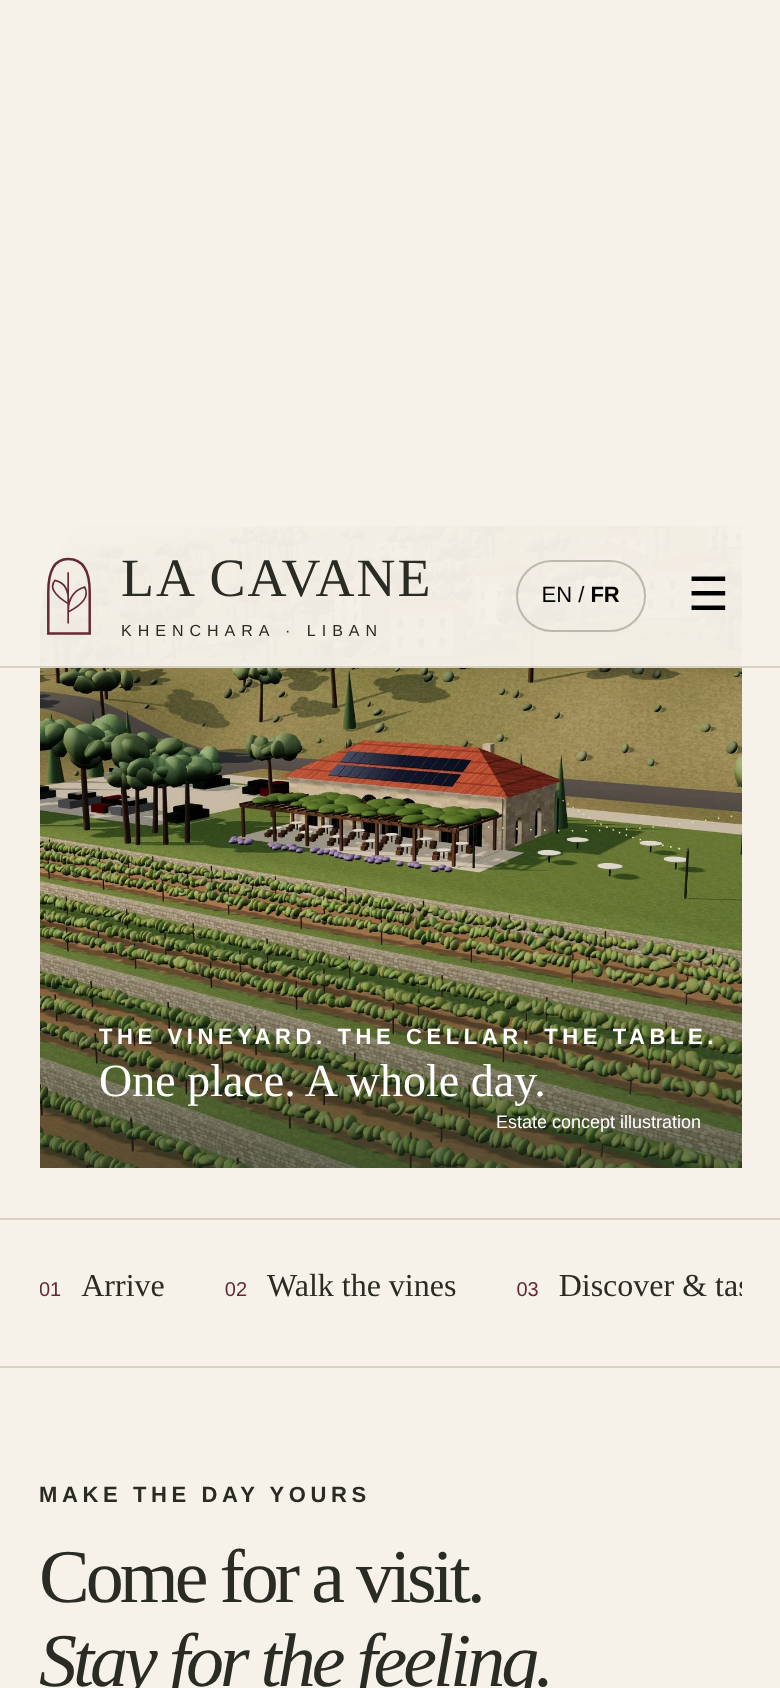 LA CAVANE
KHENCHARA · LIBAN
EN / FR
THE VINEYARD. THE CELLAR. THE TABLE.
One place. A whole day.
Estate concept illustration
01 Arrive 02 Walk the vines 03 Discover &
MAKE THE DAY YOURS
Come for a visit.
Stay for the feeling.